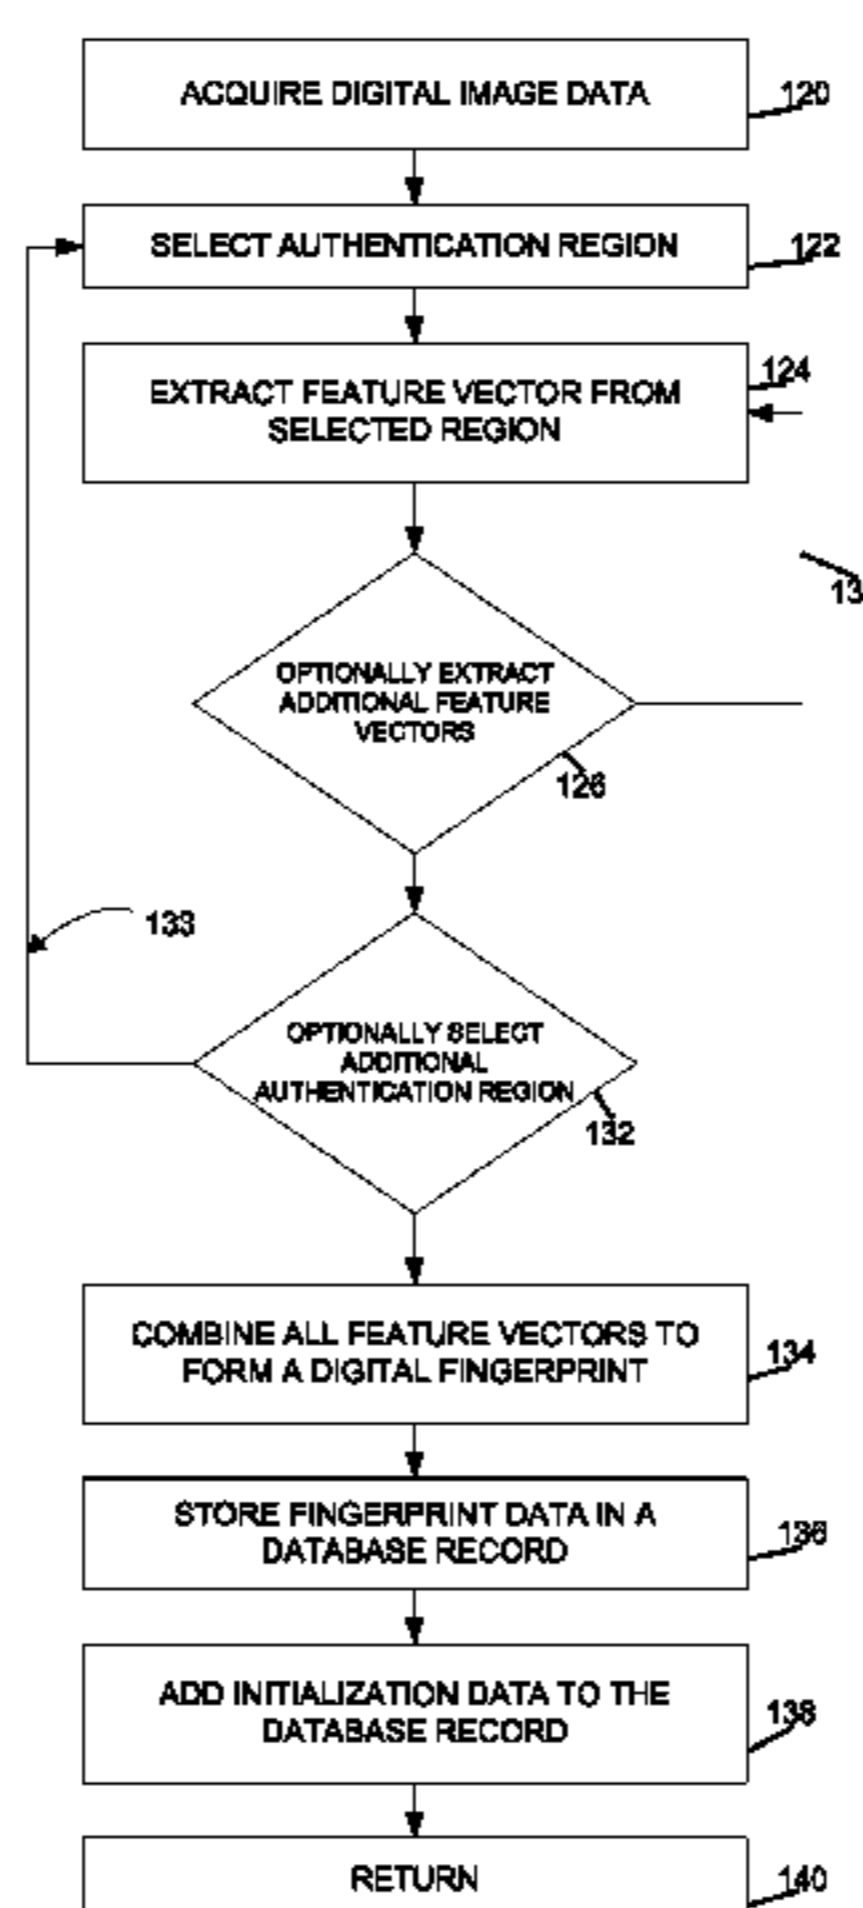 ACQUIRE DIGITAL IMAGE DATA
120
SELECT AUTHENTICATION REGION
122
124
EXTRACT FEATURE VECTOR FROM
SELECTED REGION
13
OPTIONALLY EXTRACT
ADDITIONAL FEATURE
VECTORS
126
133
OPTIONALLY SELECT
ADDITIONAL
AUTHENTICATION REGION
132
COMBINE ALL FEATURE VECTORS TO
FORM A DIGITAL FINGERPRINT
134
STORE FINGERPRINT DATA IN A
DATABASE RECORD
136
ADD INITIALIZATION DATA TO THE
DATABASE RECORD
138
RETURN
140